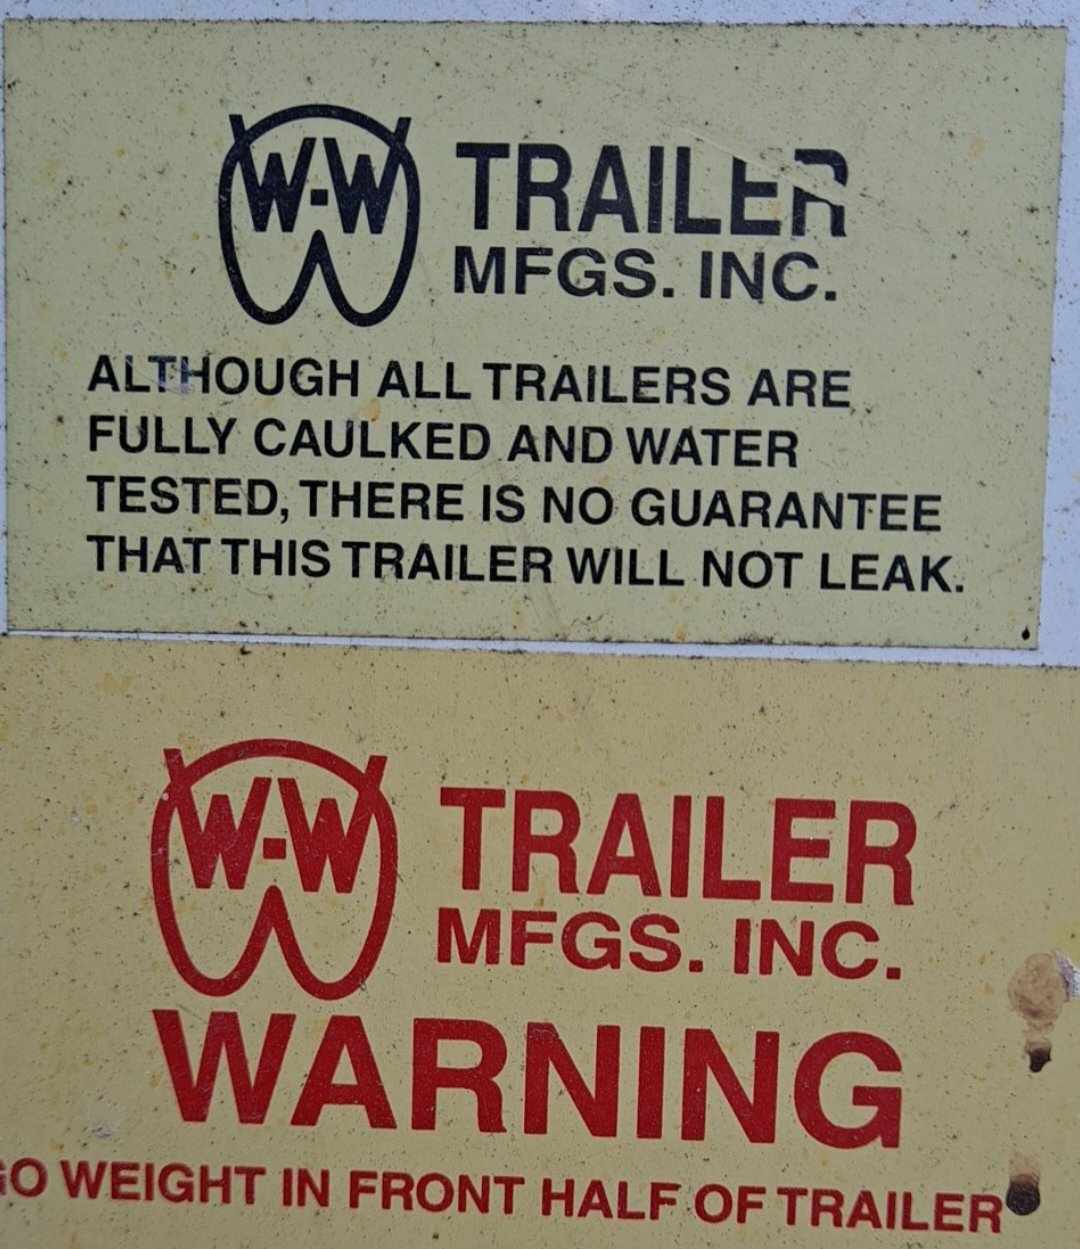 W-W
TRAILER
MFGS. INC.
ALTHOUGH ALL TRAILERS ARE
FULLY CAULKED AND WATER
TESTED, THERE IS NO GUARANTEE
THAT THIS TRAILER WILL NOT LEAK.
W-W
TRAILER
MFGS. INC.
WARNING
WEIGHT IN FRONT HALF OF TRAILER